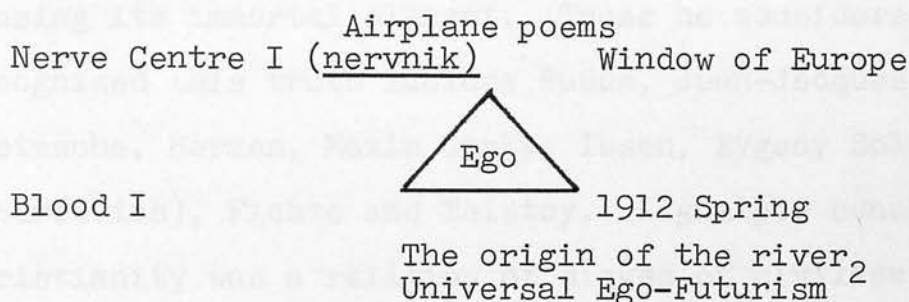 Airplane poems
Nerve Centre I (nervnik) Window of Europe
Ego
Blood I 1912 Spring
The origin of the river
Universal Ego-Futurism 2